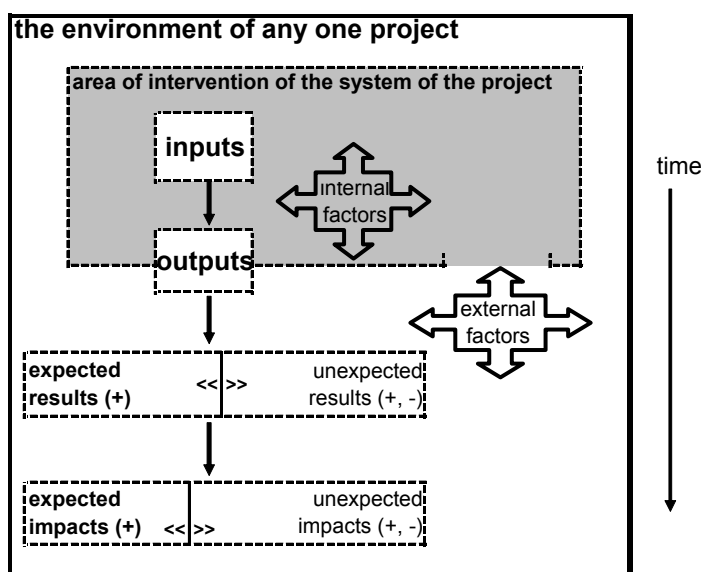 the environment of any one project
area of intervention of the system of the project
inputs
time
internal
factors
outputs
external
factors
expected
results (+)
<< >>
unexpected
results (+, -)
expected
impacts (+)
<< >>
unexpected
impacts (+, -)